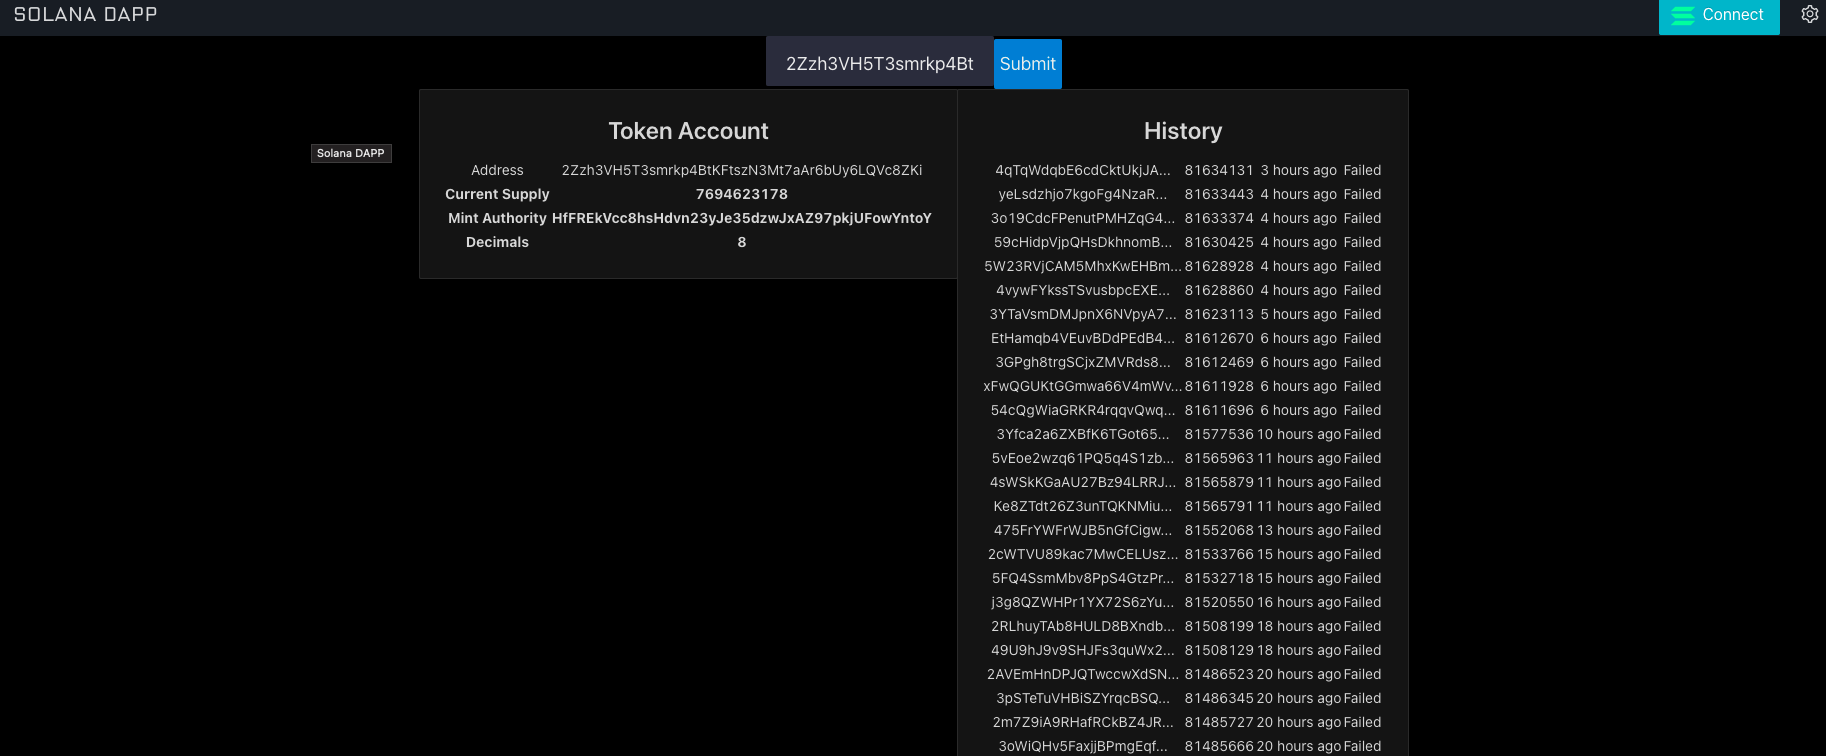 SOLANA DAPP
Connect
2Zzh3VH5T3smrkp4Bt Submit
Solana DAPP
Token Account
Address 2Zzh3VH5T3smrkp4BtKFtszN3Mt7aAr6bUy6LQVc8ZKi
Current Supply 7694623178
Mint Authority HfFREkVcc8hsHdvn23yJe35dzwJxAZ97pkjUFowYntoY
Decimals 8
History
4qTqWdqbE6cdCktUkjJA... 81634131 3 hours ago Failed
yeLsdzhjo7kgoFg4NzaR... 81633443 4 hours ago Failed
3o19CdcFPenutPMHZqG4... 81633374 4 hours ago Failed
59cHidpVjpQHsDkhnomB... 81630425 4 hours ago Failed
5W23RVjCAM5MhxKwEHBm... 81628928 4 hours ago Failed
4vywFYkssTSvusbpcEXE... 81628860 4 hours ago Failed
3YTaVsmDMJpnX6NVpyA7... 81623113 5 hours ago Failed
EtHamqb4VEuvBDdPEdB4... 81612670 6 hours ago Failed
3GPgh8trgSCjxZMVRds8... 81612469 6 hours ago Failed
xFwQGUKtGGmwa66V4mWv... 81611928 6 hours ago Failed
54cQgWiaGRKR4rqqvQwq... 81611696 6 hours ago Failed
3Yfca2a6ZXBfK6TGot65... 81577536 10 hours ago Failed
5vEoe2wzq61PQ5q4S1zb... 81565963 11 hours ago Failed
4sWSkKGaAU27Bz94LRRJ... 81565879 11 hours ago Failed
Ke8ZTdt26Z3unTQKNMiu... 81565791 11 hours ago Failed
475FrYWFrWJB5nGfCigw... 81552068 13 hours ago Failed
2cWTVU89kac7MwCELUsz... 81533766 15 hours ago Failed
5FQ4SsmMbv8PpS4GtzPr... 81532718 15 hours ago Failed
j3g8QZWHPr1YX72S6zYu... 81520550 16 hours ago Failed
2RLhuyTAb8HULD8BXndb... 81508199 18 hours ago Failed
49U9hJ9v9SHJFs3quWx2... 81508129 18 hours ago Failed
2AVEmHnDPJQTwccwXdSN... 81486523 20 hours ago Failed
3pSTeTuVHBiSZYrqcBSQ... 81486345 20 hours ago Failed
2m7Z9iA9RHafRCkBZ4JR... 81485727 20 hours ago Failed
3oWiQHv5FaxjjBPmgEqf... 81485666 20 hours ago Failed